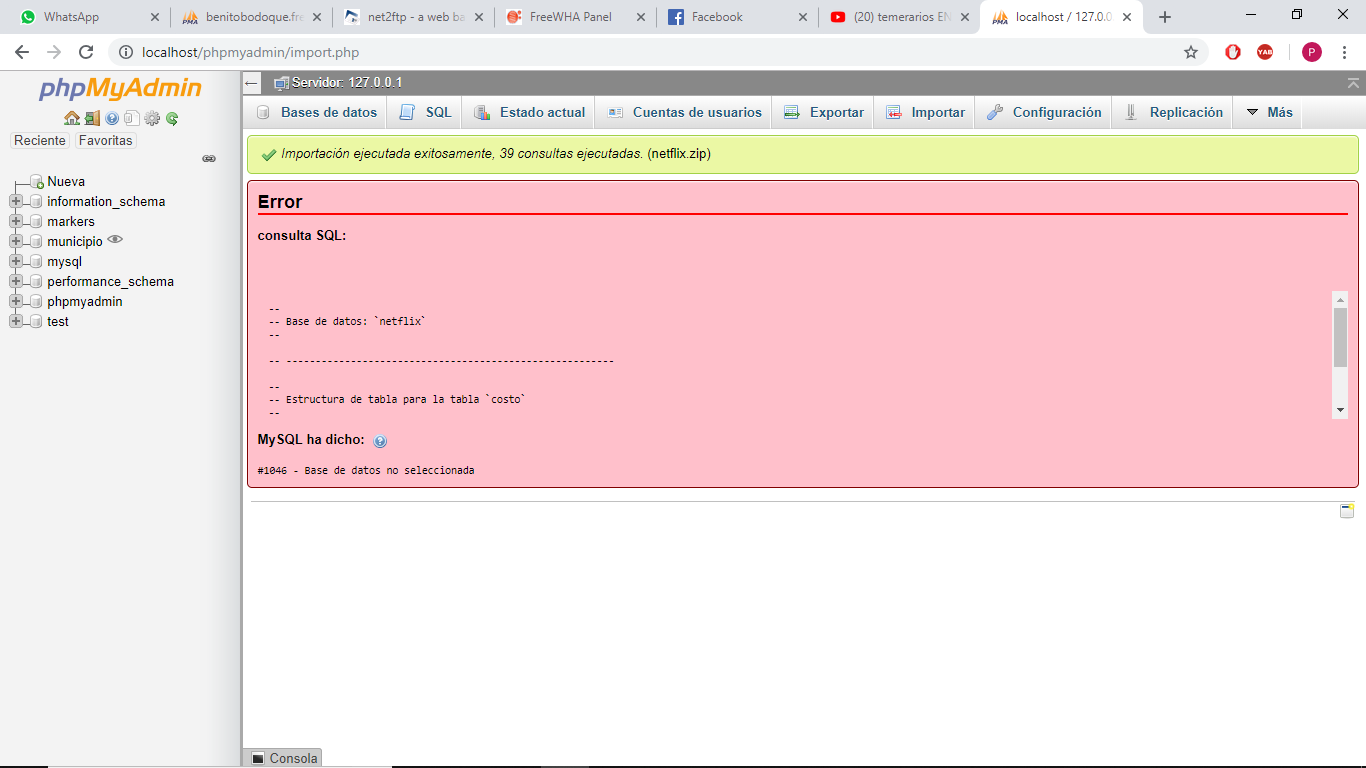 WhatsApp
benitobodoque.fre
net2ftp - a web ba
FreeWHA Panel
Facebook
(20) temerarios EN
localhost / 127.0.0
localhost/phpmyadmin/import.php
YAB
P
phpMyAdmin
Reciente
Favoritas
Nueva
information_schema
markers
municipio
mysql
performance_schema
phpmyadmin
test
Servidor: 127.0.0.1
Bases de datos
SQL
Estado actual
Cuentas de usuarios
Exportar
Importar
Configuración
Replicación
Más
Importación ejecutada exitosamente, 39 consultas ejecutadas. (netflix.zip)
Error
consulta SQL:
--
-- Base de datos: `netflix`
--
-- --------------------------------------------------------
--
-- Estructura de tabla para la tabla `costo`
--
MySQL ha dicho:
#1046 - Base de datos no seleccionada
Consola